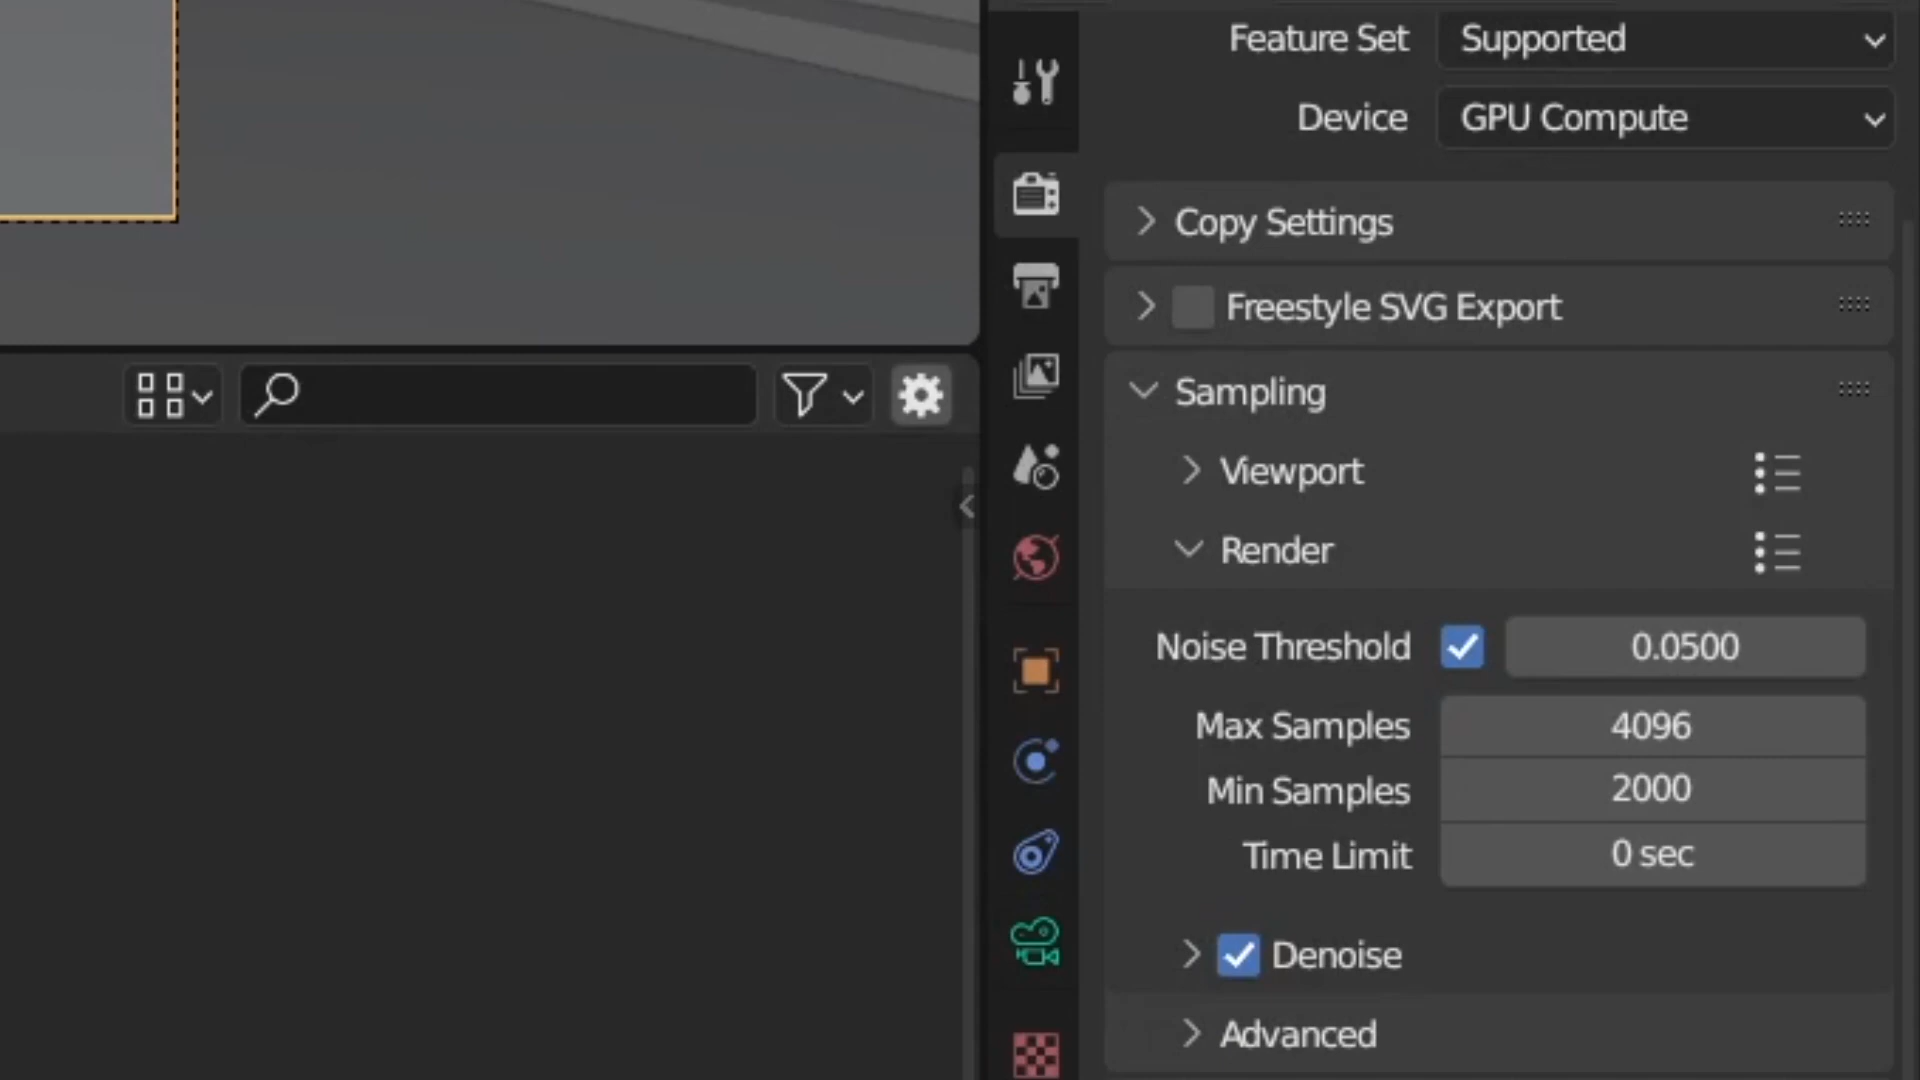 Feature Set Supported
Device GPU Compute
Copy Settings
Freestyle SVG Export
Sampling
Viewport
Render
Noise Threshold 0.0500
Max Samples 4096
Min Samples 2000
Time Limit 0 sec
Denoise
Advanced